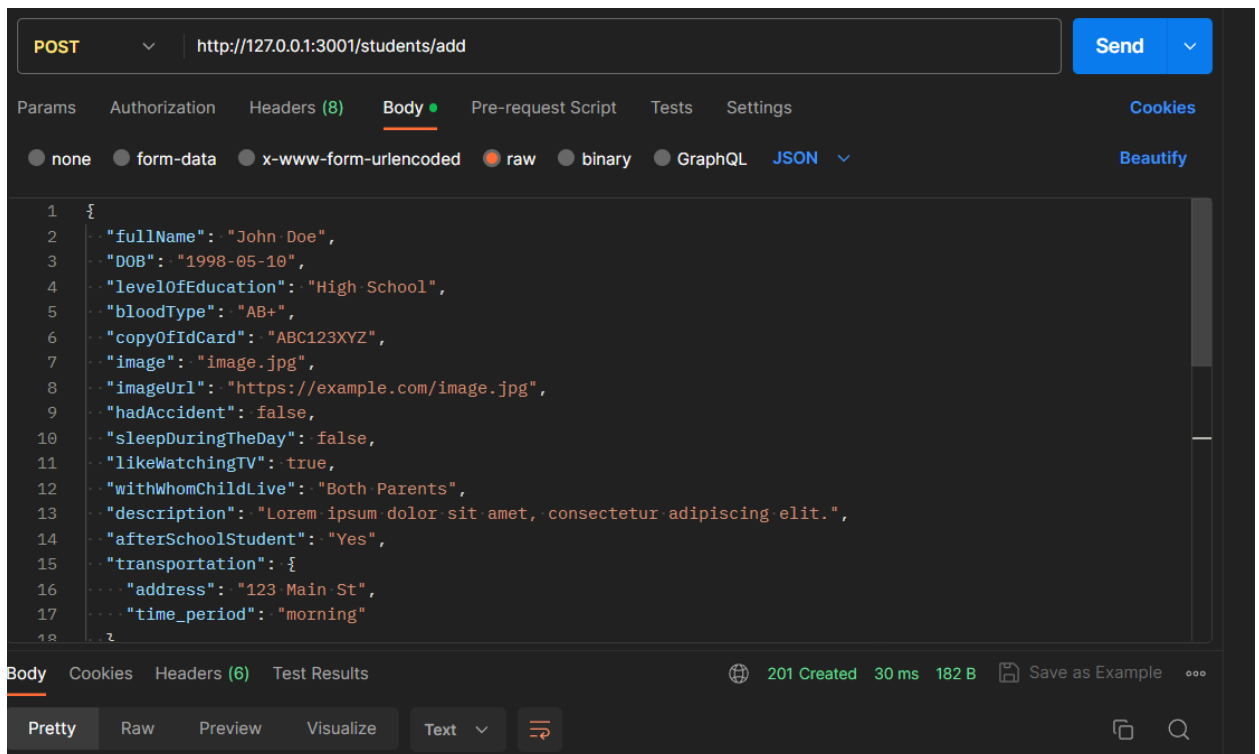 POST http://127.0.0.1:3001/students/add Send
Params Authorization Headers (8) Body Pre-request Script Tests Settings Cookies
none form-data x-www-form-urlencoded raw binary GraphQL JSON Beautify
1 {
2 "fullName": "John Doe",
3 "DOB": "1998-05-10",
4 "levelOfEducation": "High School",
5 "bloodType": "AB+",
6 "copyOfIdCard": "ABC123XYZ",
7 "image": "image.jpg",
8 "imageUrl": "https://example.com/image.jpg",
9 "hadAccident": false,
10 "sleepDuringTheDay": false,
11 "likeWatchingTV": true,
12 "withWhomChildLive": "Both Parents",
13 "description": "Lorem ipsum dolor sit amet, consectetur adipiscing elit.",
14 "afterSchoolStudent": "Yes",
15 "transportation": {
16 "address": "123 Main St",
17 "time_period": "morning"
18 }
Body Cookies Headers (6) Test Results 201 Created 30 ms 182 B Save as Example
Pretty Raw Preview Visualize Text